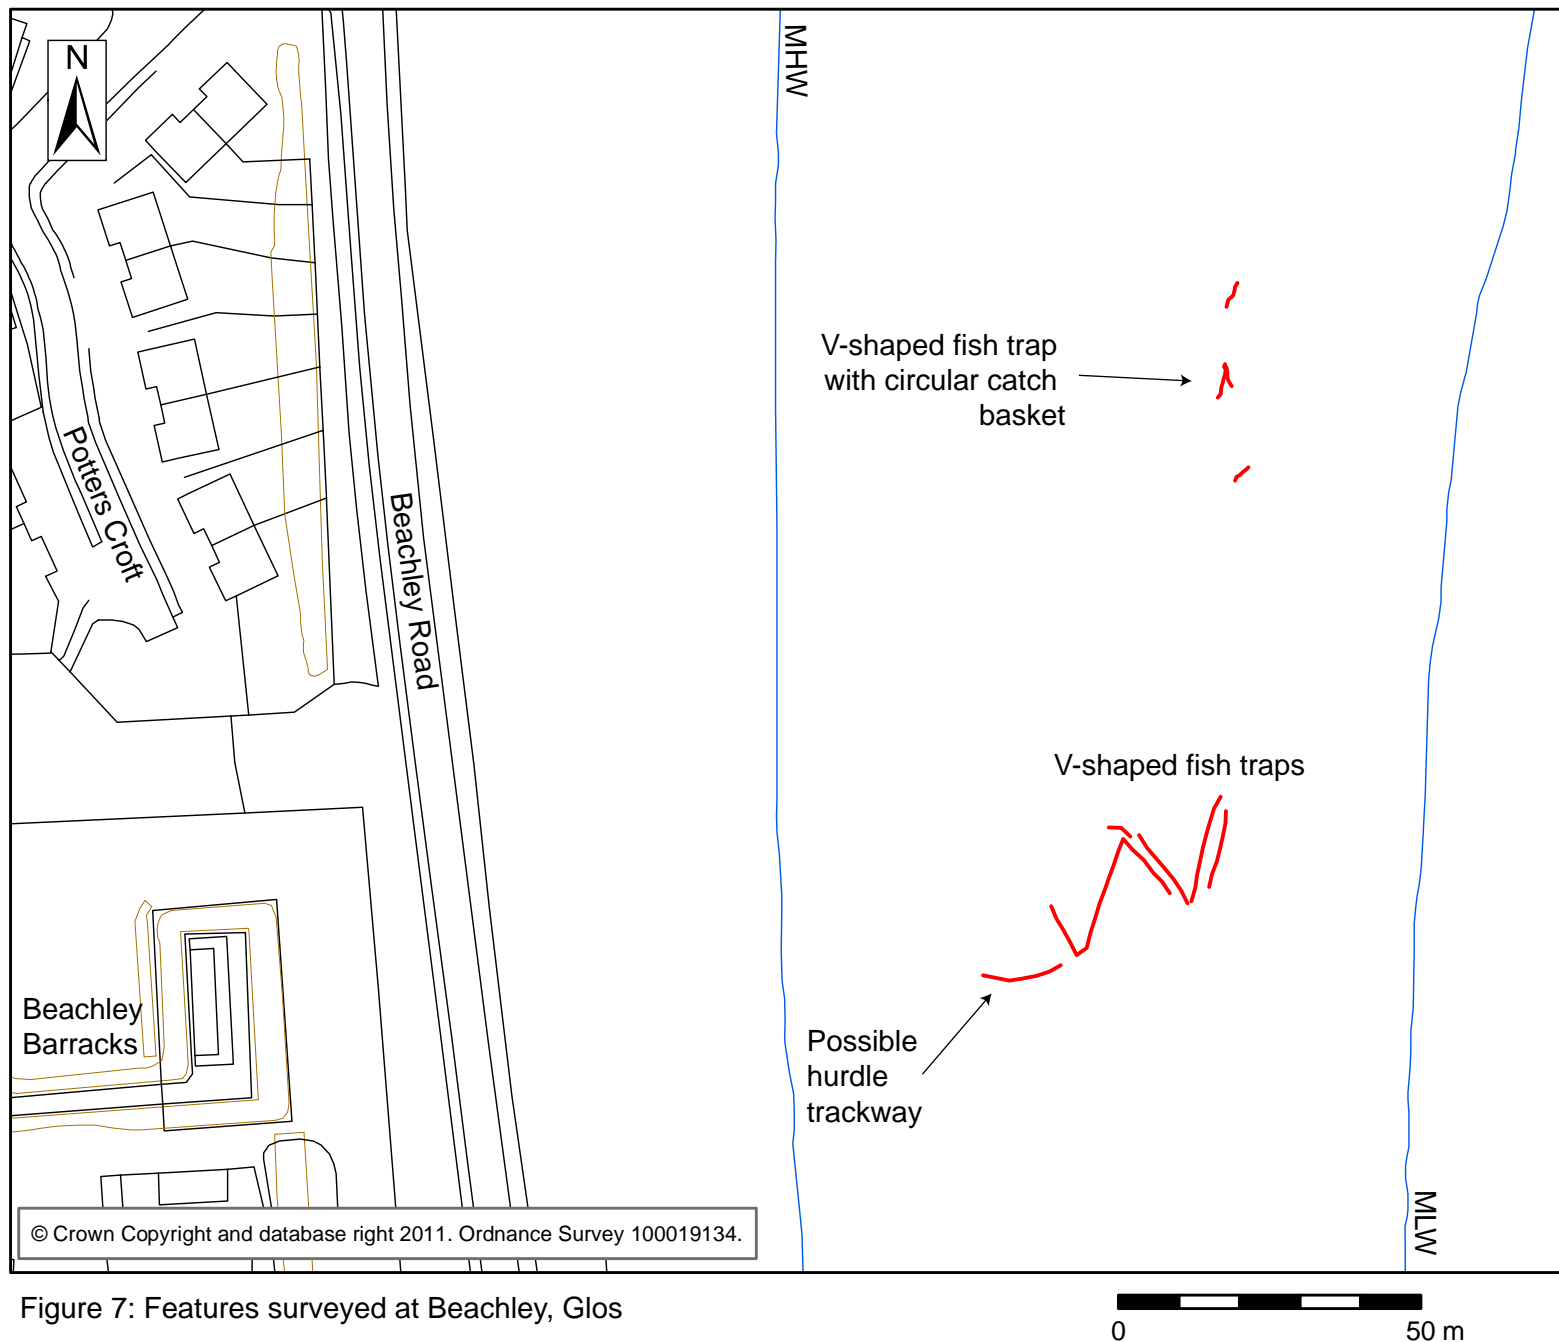 N
MHW
V-shaped fish trap
with circular catch
basket
Potters Croft
Beachley Road
V-shaped fish traps
Beachley
Barracks
Possible
hurdle
trackway
MLW
© Crown Copyright and database right 2011. Ordnance Survey 100019134.
Figure 7: Features surveyed at Beachley, Glos
0 50 m